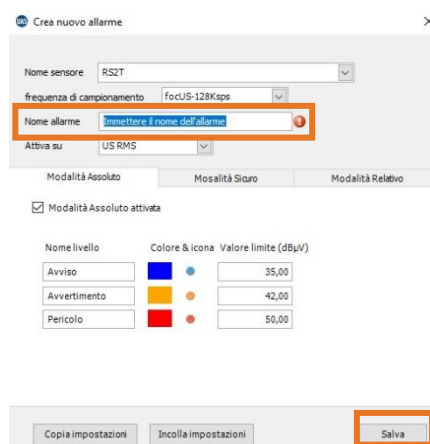 UAS Crea nuovo allarme
Nome sensore RS2T
frequenza di campionamento focUS-128Ksps
Nome allarme Immettere il nome dell'allarme
Attiva su US RMS
Modalità Assoluto Mosalità Sicuro Modalità Relativo
Modalità Assoluto attivata
Nome livello Colore & icona Valore limite (dBµV)
Avviso 35,00
Avvertimento 42,00
Pericolo 50,00
Copia impostazioni Incolla impostazioni Salva